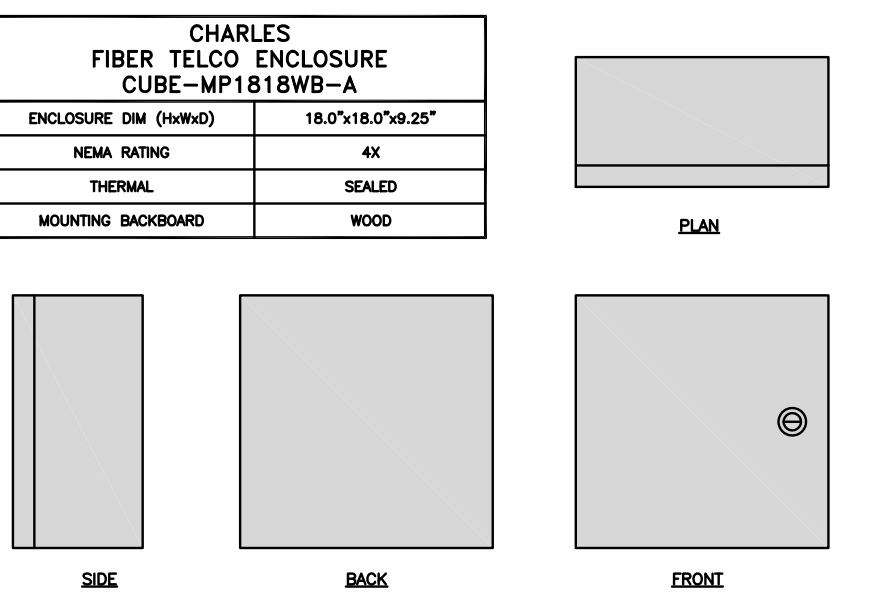 CHARLES
FIBER TELCO ENCLOSURE
CUBE-MP1818WB-A
ENCLOSURE DIM (HxWxD) 18.0"x18.0"x9.25"
NEMA RATING 4X
THERMAL SEALED
MOUNTING BACKBOARD WOOD
PLAN
SIDE BACK FRONT